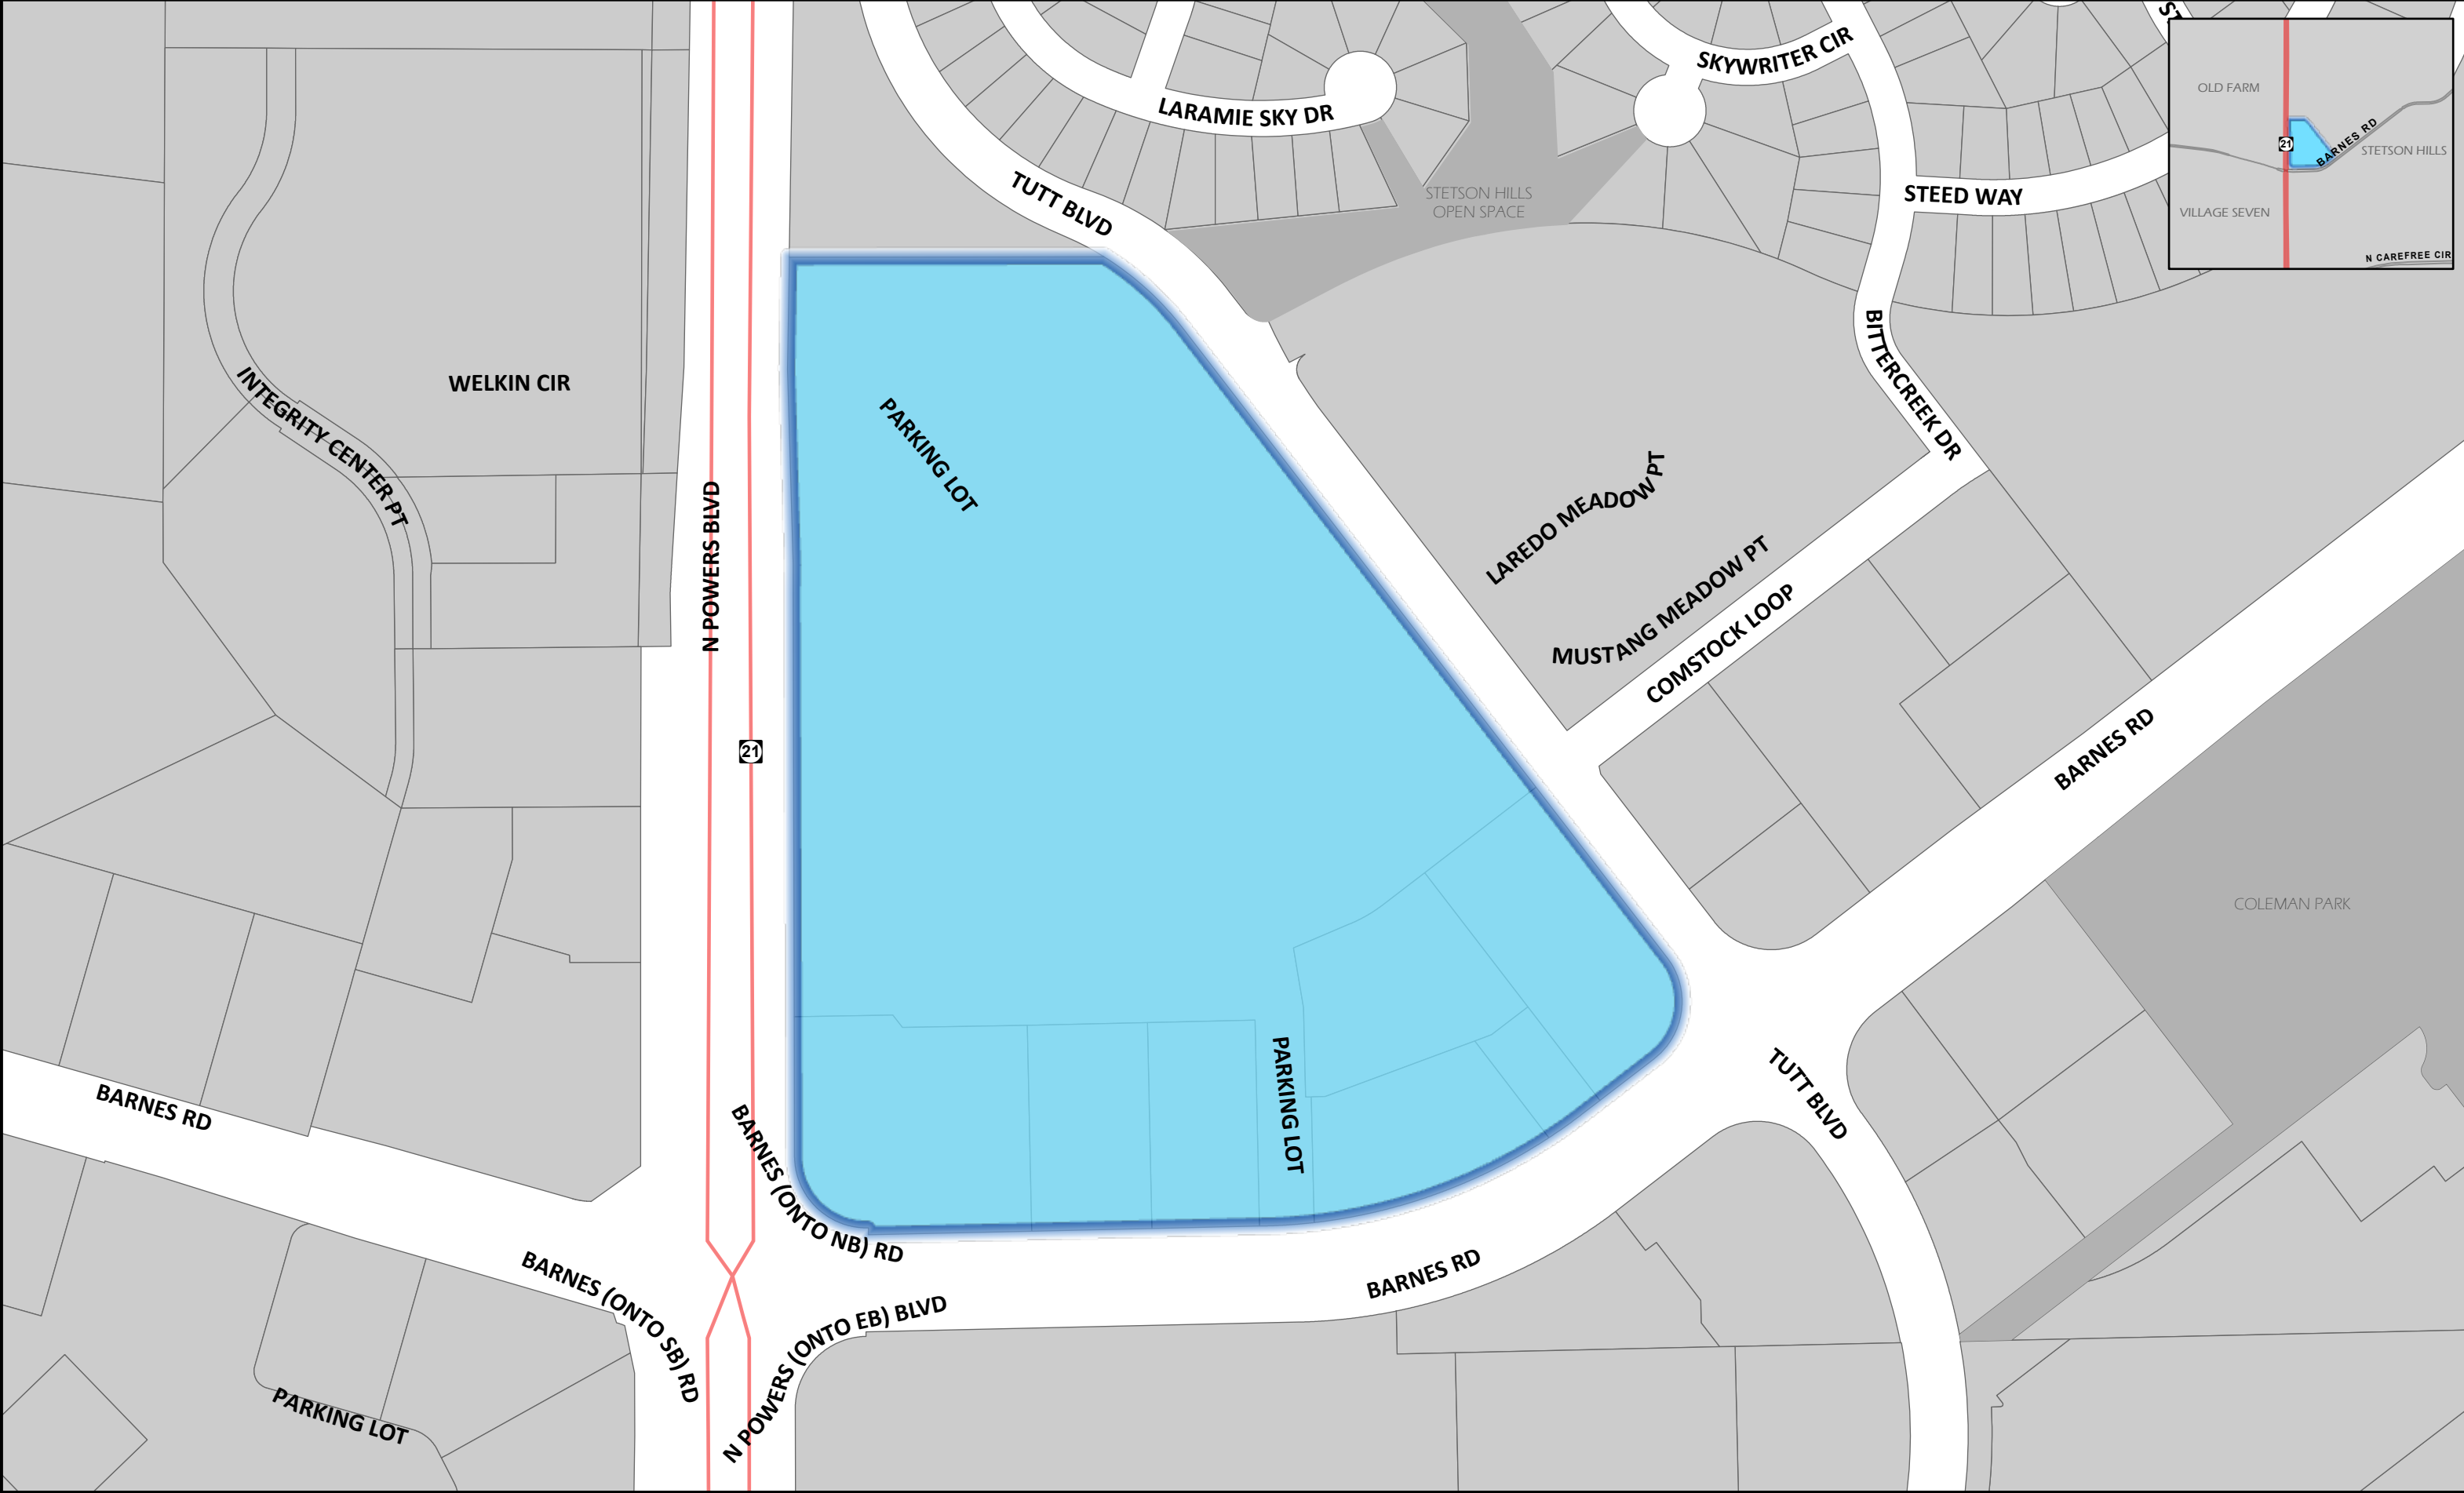 ST
SKYWRITER CIR
LARAMIE SKY DR
OLD FARM
BARNES RD
21
STETSON HILLS
VILLAGE SEVEN
N CAREFREE CIR
STEED WAY
TUTT BLVD
STETSON HILLS
OPEN SPACE
BITTERCREEK DR
WELKIN CIR
INTEGRITY CENTER PT
PARKING LOT
N POWERS BLVD
LAREDO MEADOW PT
MUSTANG MEADOW PT
COMSTOCK LOOP
21
BARNES RD
COLEMAN PARK
PARKING LOT
TUTT BLVD
BARNES RD
BARNES (ONTO NB) RD
BARNES (ONTO SB) RD
BARNES RD
N POWERS (ONTO EB) BLVD
PARKING LOT